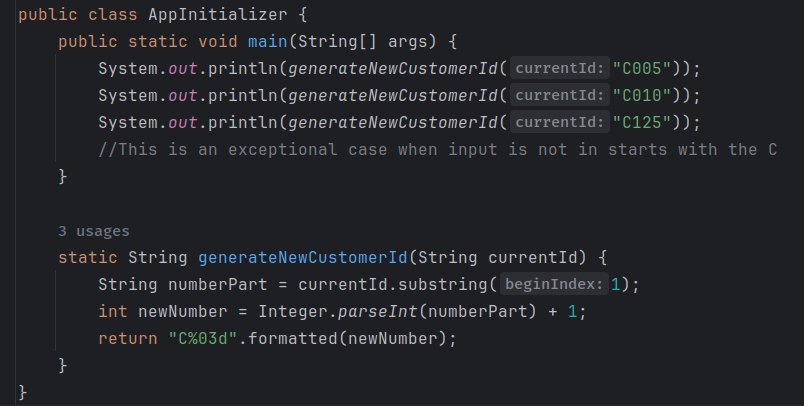 public class AppInitializer {
public static void main(String[] args) {
System.out.println(generateNewCustomerId( currentId: "C005"));
System.out.println(generateNewCustomerId( currentId: "C010"));
System.out.println(generateNewCustomerId( currentId: "C125"));
//This is an exceptional case when input is not in starts with the C
}
3 usages
static String generateNewCustomerId(String currentId) {
String numberPart = currentId.substring( beginIndex: 1);
int newNumber = Integer.parseInt(numberPart) + 1;
return "C%03d".formatted(newNumber);
}
}